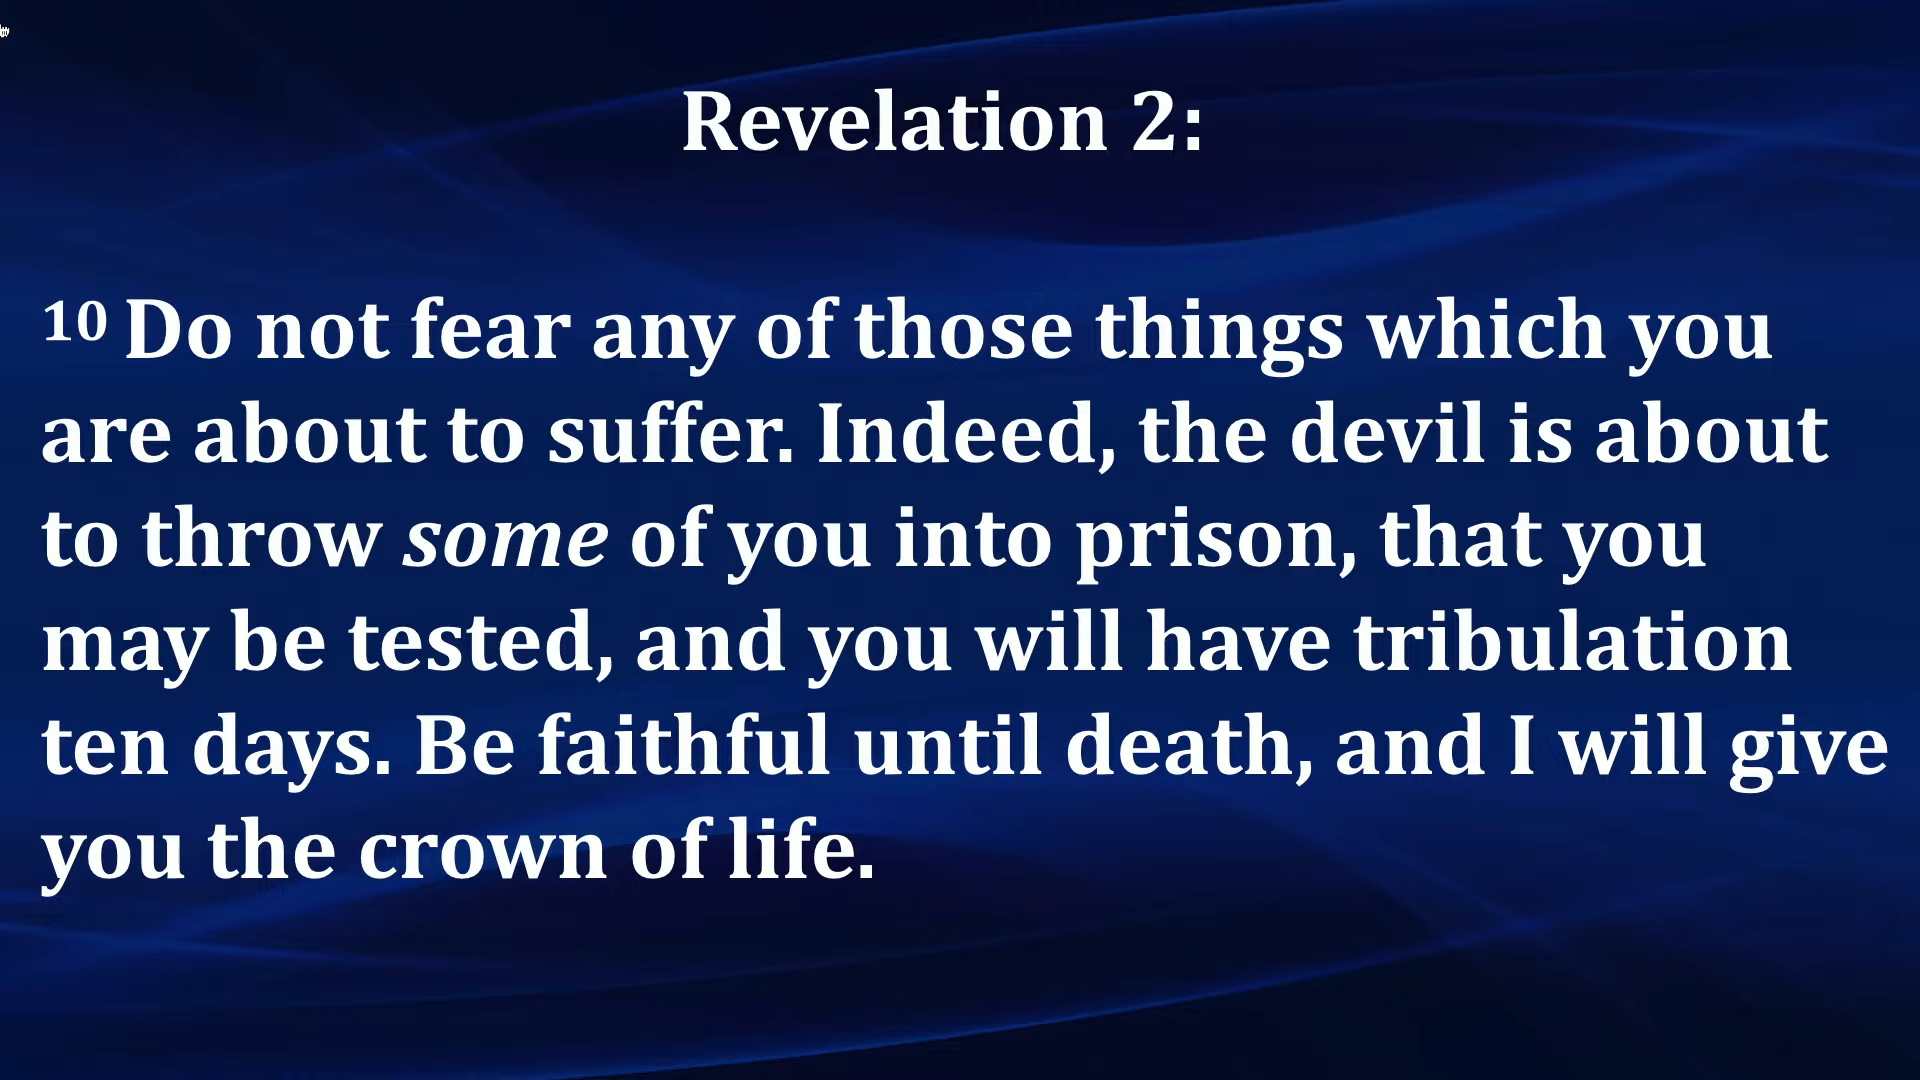 Revelation 2:
10 Do not fear any of those things which you
are about to suffer. Indeed, the devil is about
to throw some of you into prison, that you
may be tested, and you will have tribulation
ten days. Be faithful until death, and I will give
you the crown of life.